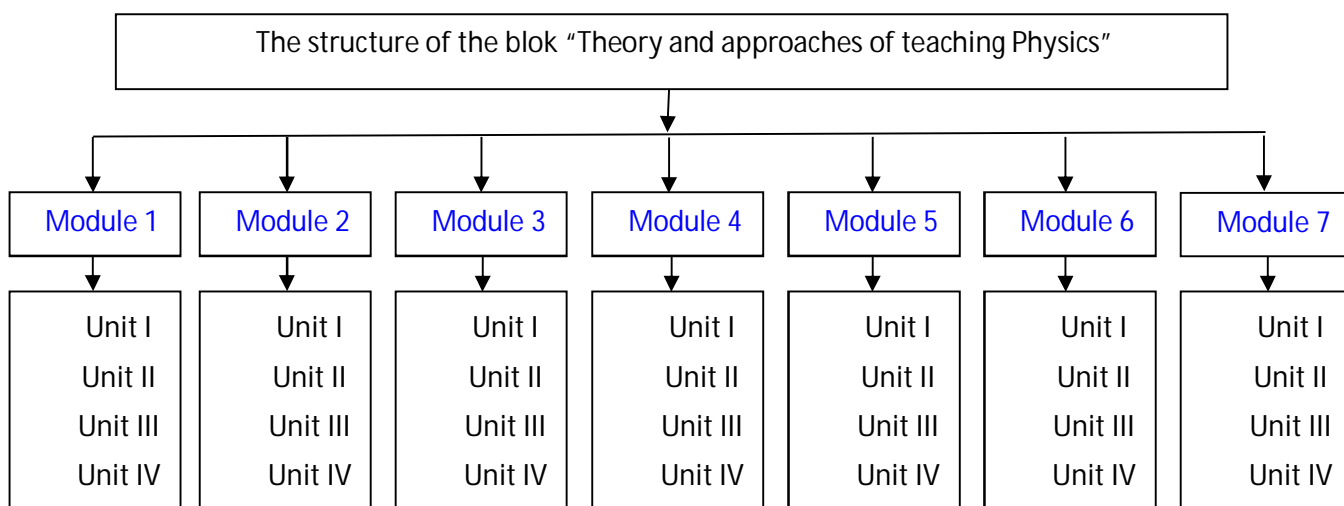 The structure of the blok “Theory and approaches of teaching Physics”
Module 1
Module 2
Module 3
Module 4
Module 5
Module 6
Module 7
Unit I
Unit II
Unit III
Unit IV
Unit I
Unit II
Unit III
Unit IV
Unit I
Unit II
Unit III
Unit IV
Unit I
Unit II
Unit III
Unit IV
Unit I
Unit II
Unit III
Unit IV
Unit I
Unit II
Unit III
Unit IV
Unit I
Unit II
Unit III
Unit IV